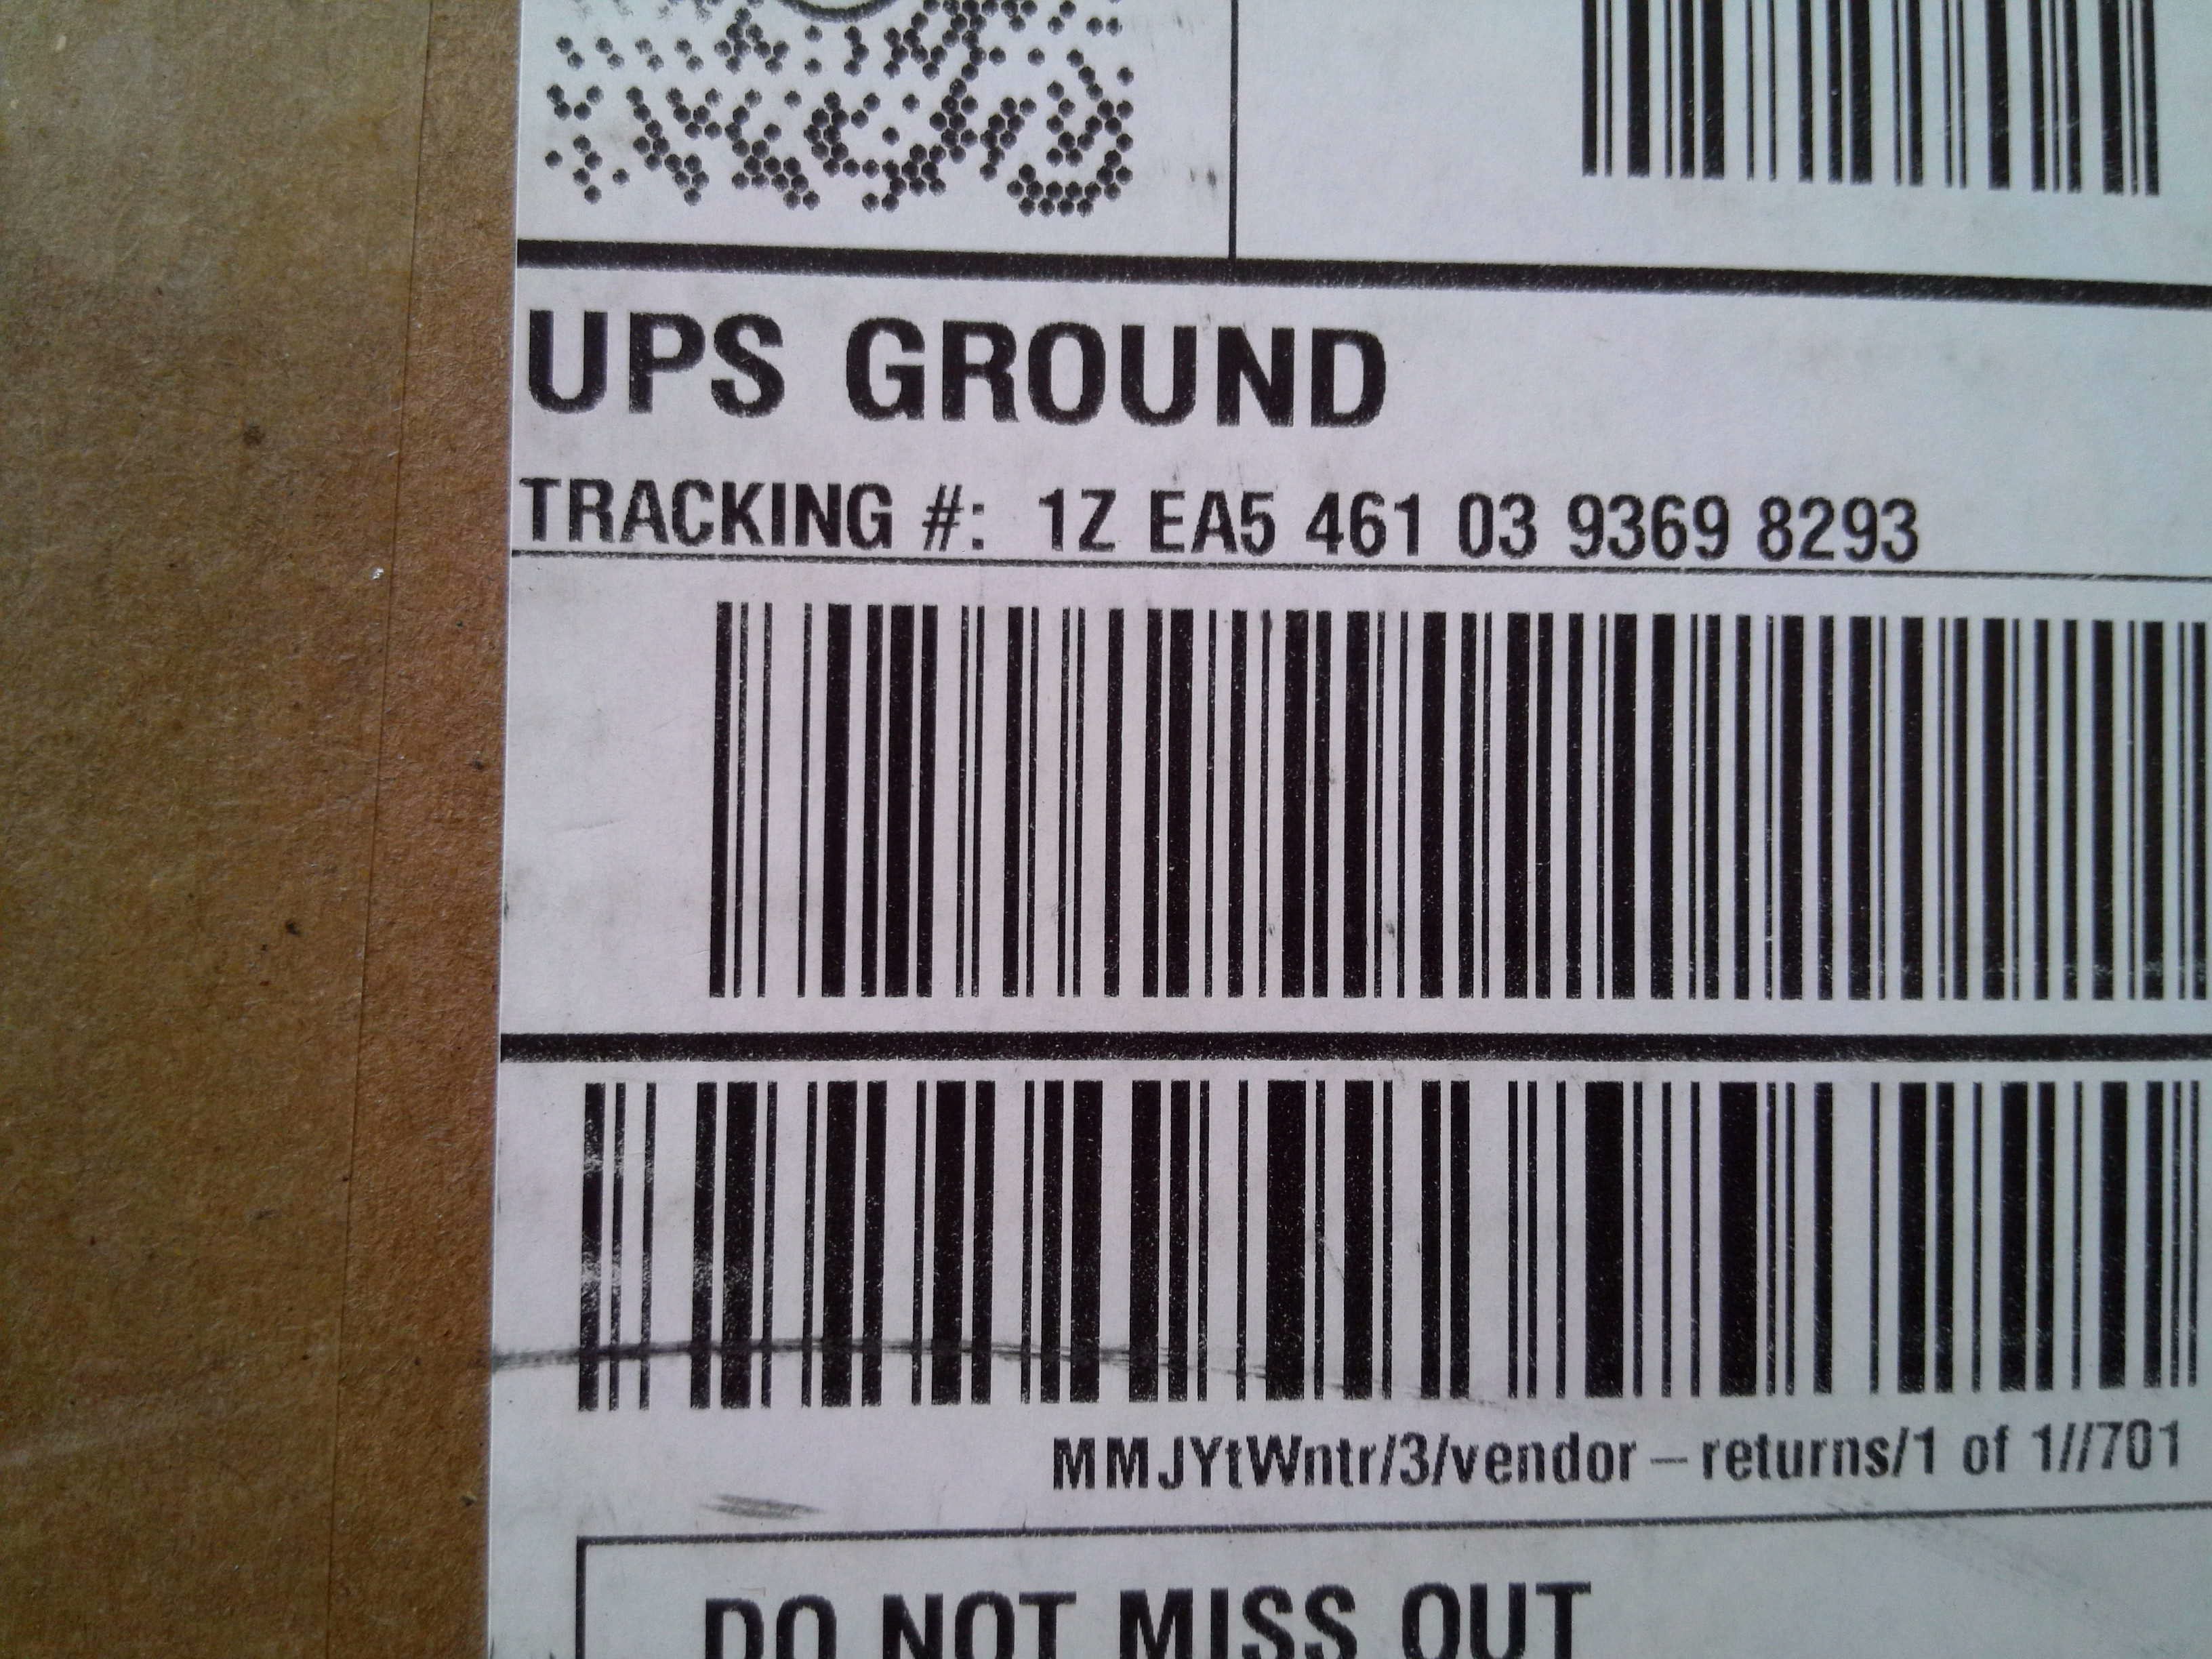 UPS GROUND
TRACKING #: 1Z EA5 461 03 9369 8293
MMJYtWntr/3/vendor-returns/1 of 1//701
DO NOT MISS OUT